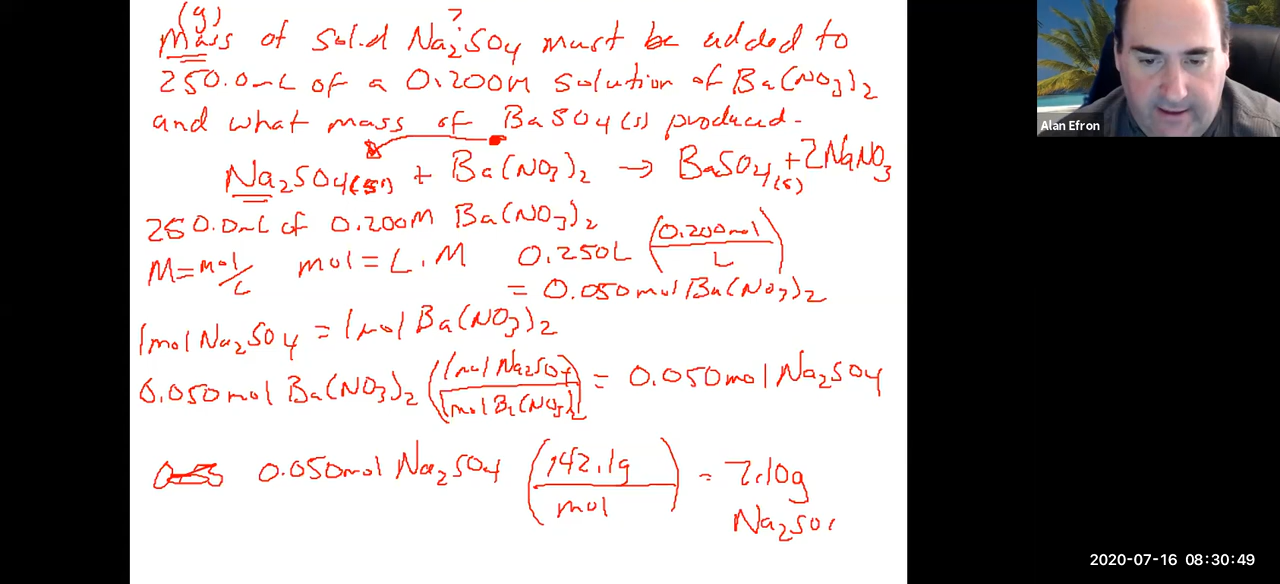 (g) ?
Mass of solid Na2SO4 must be added to
250.0mL of a 0.200M solution of Ba(NO3)2
and what mass of BaSO4(s) produced.
Na2SO4(s) + Ba(NO3)2 → BaSO4(s) + 2NaNO3
250.0mL of 0.200M Ba(NO3)2
M=mol/L mol = L.M 0.250L (0.200mol/L)
= 0.050mol Ba(NO3)2
1mol Na2SO4 = 1mol Ba(NO3)2
0.050mol Ba(NO3)2 (1mol Na2SO4/1mol Ba(NO3)2) = 0.050mol Na2SO4
0.050mol Na2SO4 (142.1g/mol) = 7.10g
Na2SO4
Alan Efron
2020-07-16 08:30:49